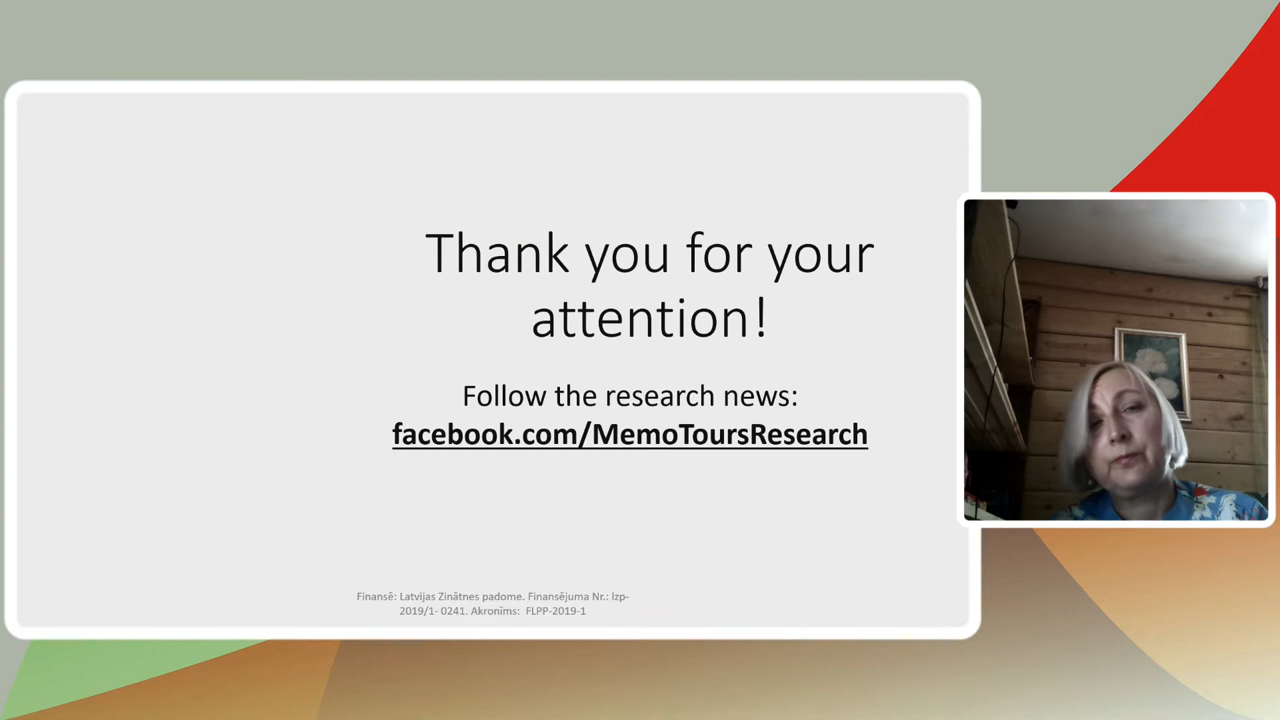 Thank you for your
attention!
Follow the research news:
facebook.com/MemoToursResearch
Finansē: Latvijas Zinātnes padome. Finansējuma Nr.: lzp-
2019/1- 0241. Akronīms:  FLPP-2019-1